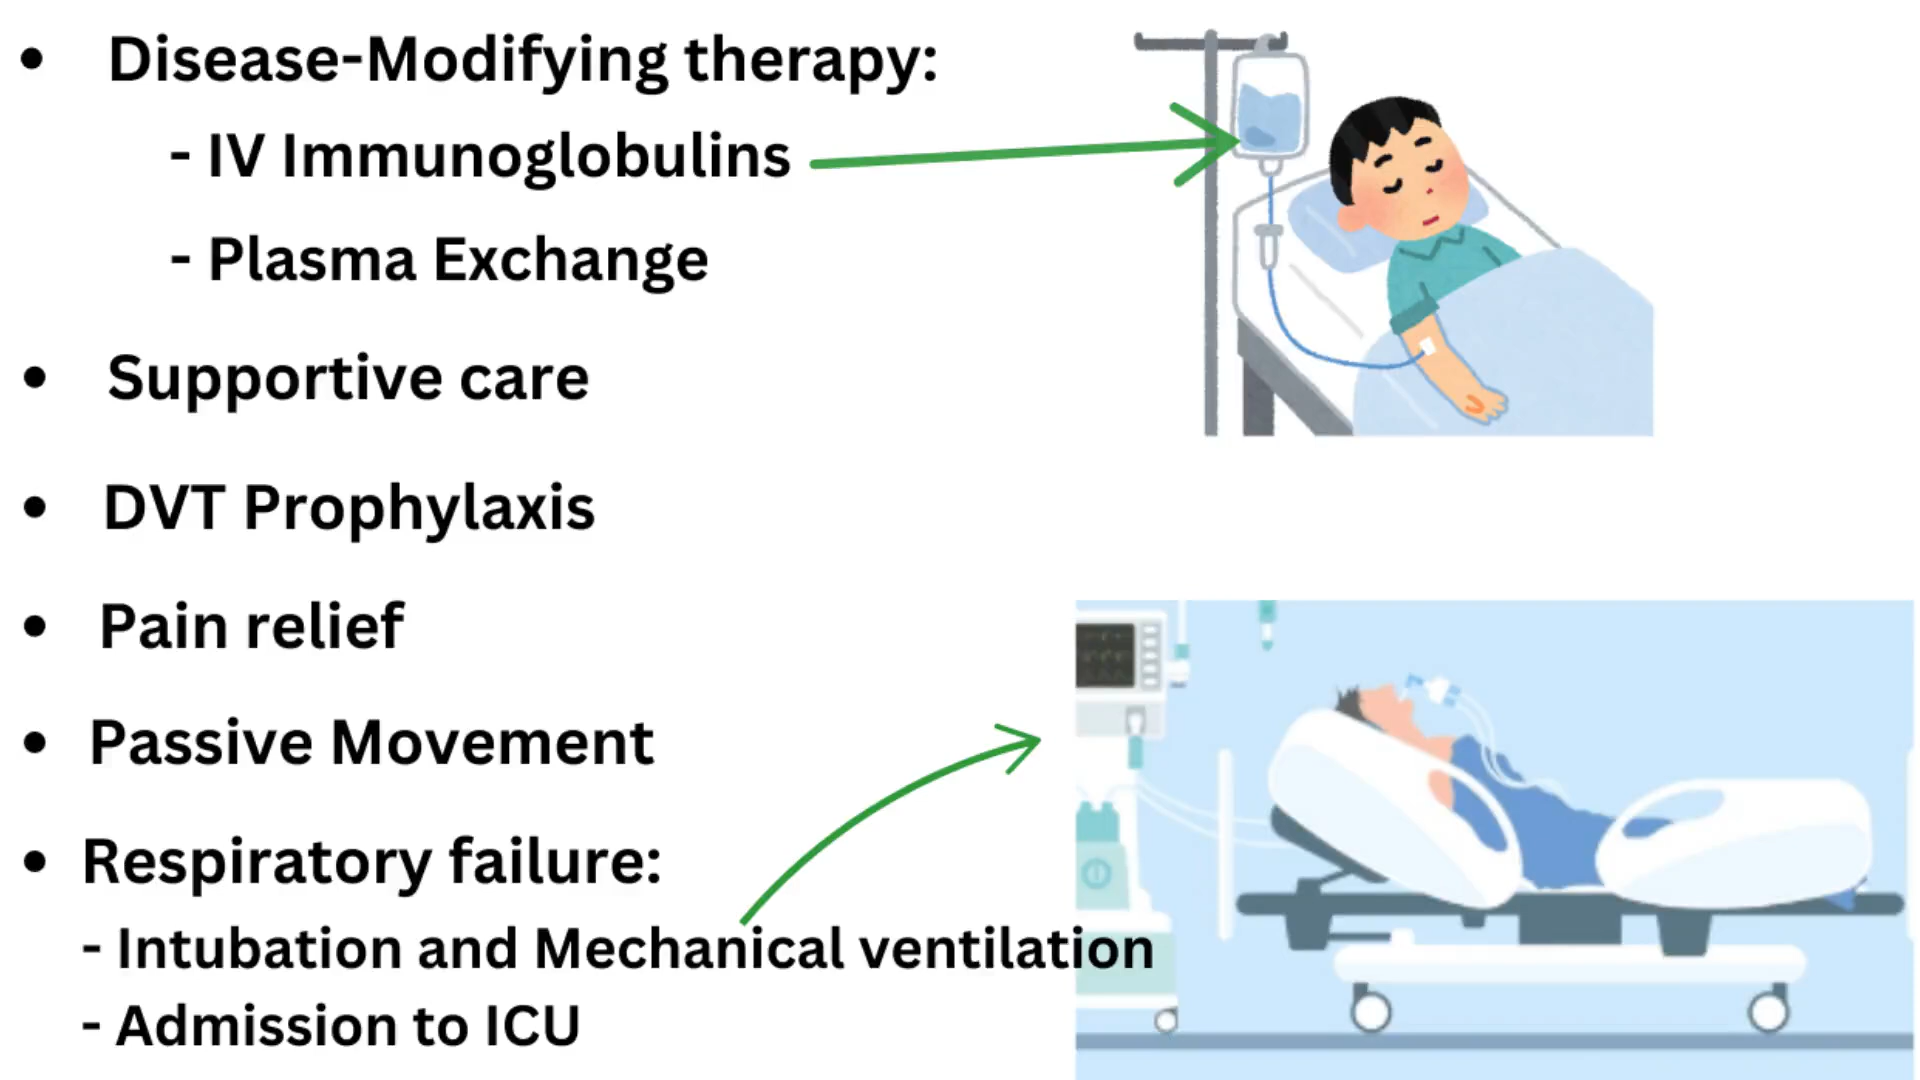 • Disease-Modifying therapy:
- IV Immunoglobulins
- Plasma Exchange
• Supportive care
• DVT Prophylaxis
• Pain relief
• Passive Movement
• Respiratory failure:
- Intubation and Mechanical ventilation
- Admission to ICU